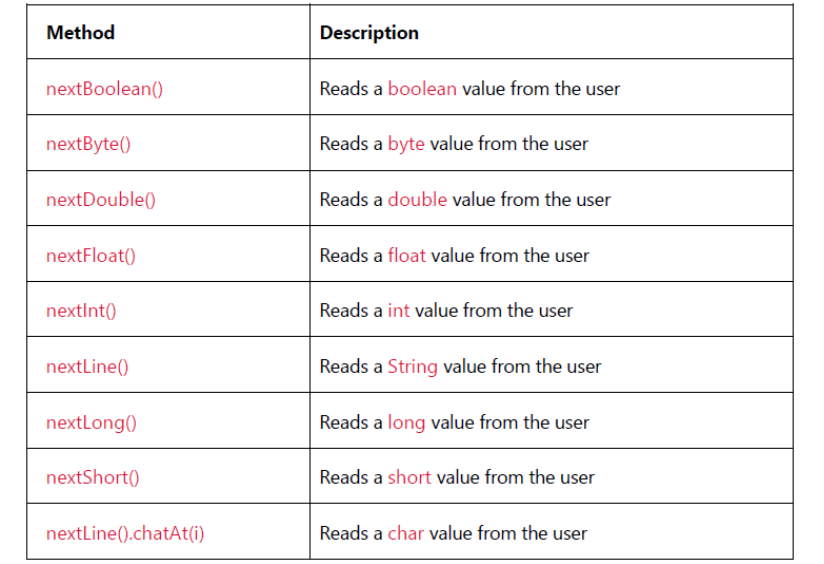 Method Description
nextBoolean() Reads a boolean value from the user
nextByte() Reads a byte value from the user
nextDouble() Reads a double value from the user
nextFloat() Reads a float value from the user
nextInt() Reads a int value from the user
nextLine() Reads a String value from the user
nextLong() Reads a long value from the user
nextShort() Reads a short value from the user
nextLine().chatAt(i) Reads a char value from the user